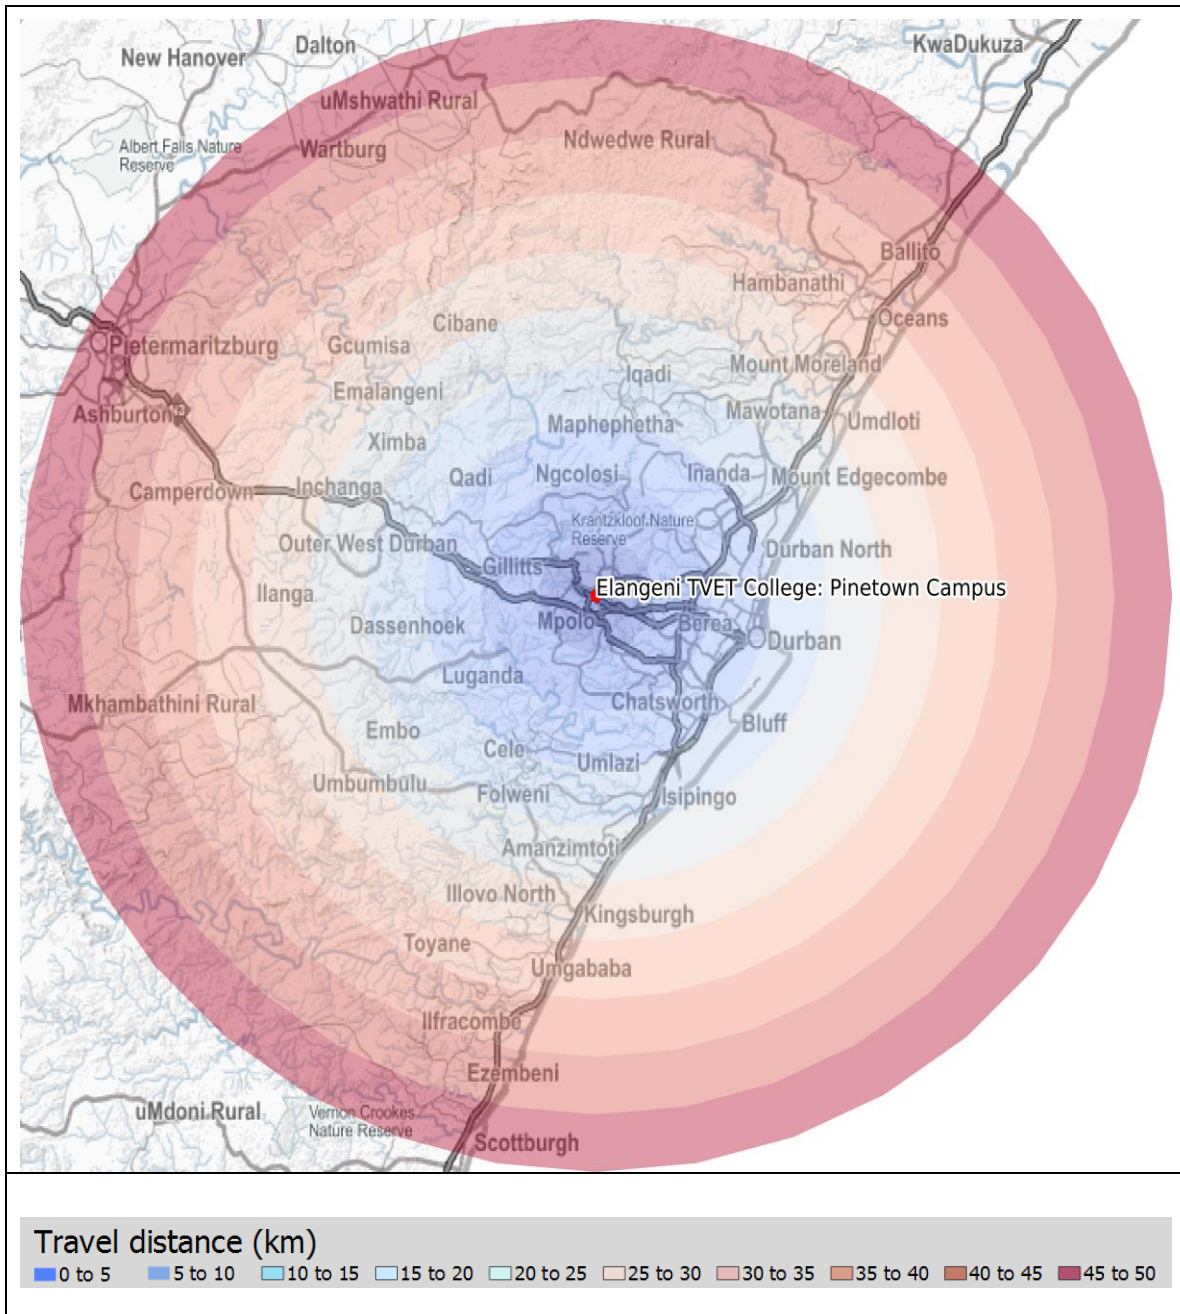 New Hanover
Dalton
KwaDukuza
uMshwathi Rural
Ndwedwe Rural
Albert Falls Nature
Reserve
Wartburg
Ballito
Hambanathi
Cibane
Oceans
Pietermaritzburg
Gcumisa
Iqadi
Mount Moreland
Emalangeni
Ashburton
Maphephetha
Mawotana
Umdloti
Ximba
Qadi
Ngcolosi
Inanda
Mount Edgecombe
Camperdown
Inchanga
Krantzkloof Nature
Reserve
Outer West Durban
Durban North
Gillitts
Elangeni TVET College: Pinetown Campus
Ilanga
Dassenhoek
Mpolo
Berea
Durban
Luganda
Mkhambathini Rural
Chatsworth
Bluff
Embo
Cele
Umlazi
Umbumbulu
Folweni
Isipingo
Amanzimtoti
Illovo North
Kingsburgh
Toyane
Umgababa
Ilfracombe
Ezembeni
uMdoni Rural
Vernon Crookes
Nature Reserve
Scottburgh
Travel distance (km)
0 to 5 5 to 10 10 to 15 15 to 20 20 to 25 25 to 30 30 to 35 35 to 40 40 to 45 45 to 50